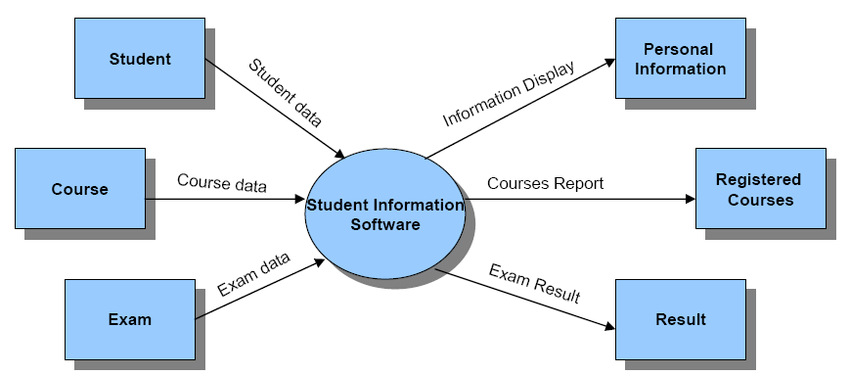 Student
Student data
Information Display
Personal
Information
Course
Course data
Student Information
Software
Courses Report
Registered
Courses
Exam
Exam data
Exam Result
Result